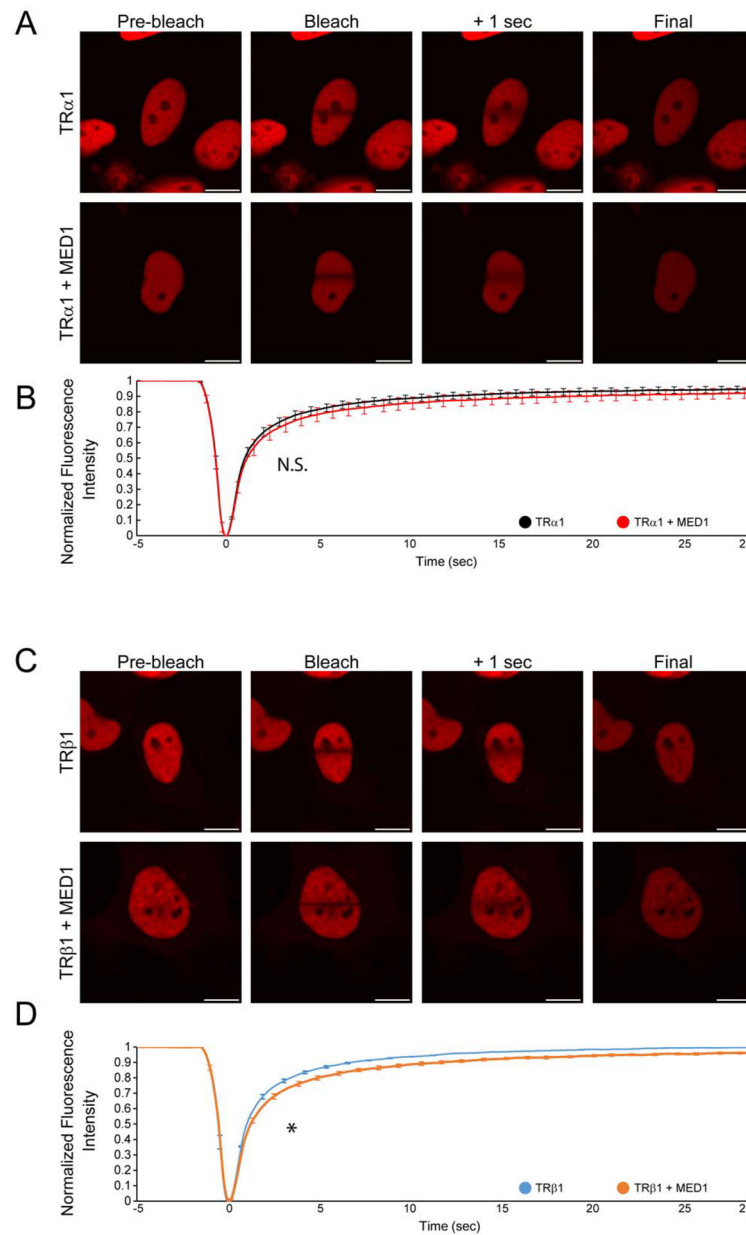 A
Pre-bleach Bleach + 1 sec Final
TRα1
TRα1 + MED1
B
Normalized Fluorescence
Intensity
1
0.9
0.8
0.7
0.6
0.5
0.4
0.3
0.2
0.1
0
N.S.
TRα1 TRα1 + MED1
-5 0 5 10 15 20 25
Time (sec)
C
Pre-bleach Bleach + 1 sec Final
TRβ1
TRβ1 + MED1
D
Normalized Fluorescence
Intensity
1
0.9
0.8
0.7
0.6
0.5
0.4
0.3
0.2
0.1
0
*
TRβ1 TRβ1 + MED1
-5 0 5 10 15 20 25
Time (sec)